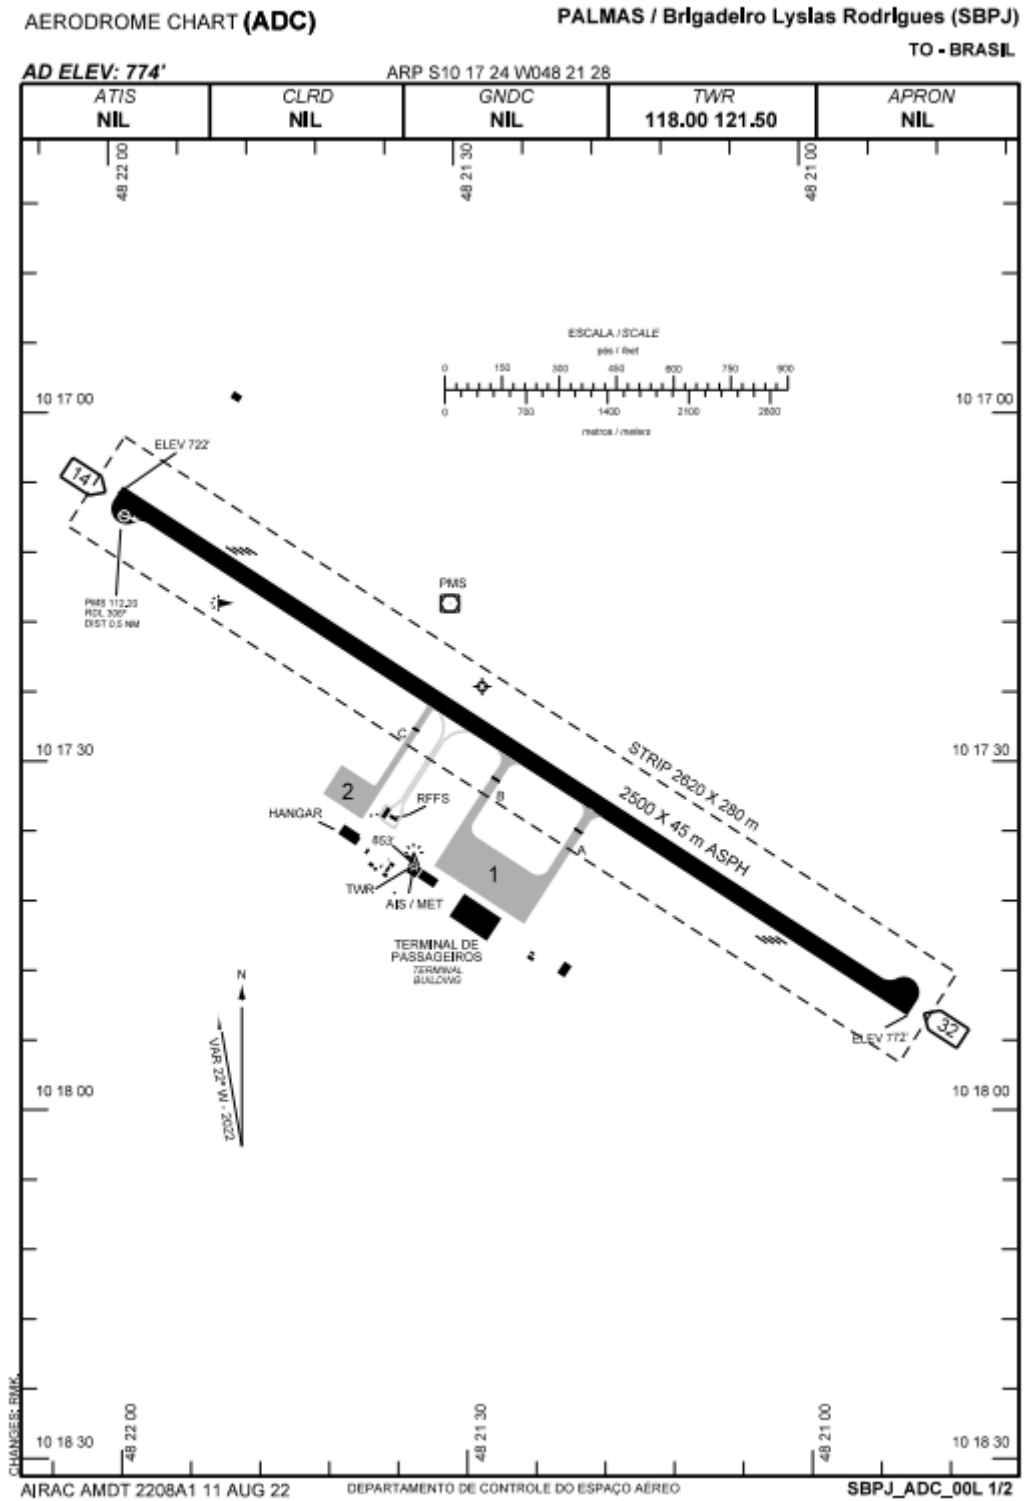 AERODROME CHART (ADC)
PALMAS / Brigadeiro Lysias Rodrigues (SBPJ)
TO - BRASIL
AD ELEV: 774'
ARP S10 17 24 W048 21 28
ATIS
NIL
CLRD
NIL
GNDC
NIL
TWR
118.00 121.50
APRON
NIL
48 22 00
48 21 30
48 21 00
ESCALA / SCALE
pés / feet
0 150 300 450 600 750 900
0 700 1400 2100 2800
metros / meters
10 17 00
10 17 00
ELEV 722'
14
PMS 112.20
RDL 306°
DIST 0,5 NM
PMS
10 17 30
10 17 30
C
STRIP 2620 X 280 m
2500 X 45 m ASPH
2
RFFS
B
HANGAR
853'
A
1
TWR
AIS / MET
TERMINAL DE
PASSAGEIROS
TERMINAL
BUILDING
N
VAR 22° W - 2022
ELEV 772'
32
10 18 00
10 18 00
48 22 00
48 21 30
48 21 00
10 18 30
10 18 30
CHANGES: RMK.
AIRAC AMDT 2208A1 11 AUG 22
DEPARTAMENTO DE CONTROLE DO ESPAÇO AÉREO
SBPJ_ADC_00L 1/2